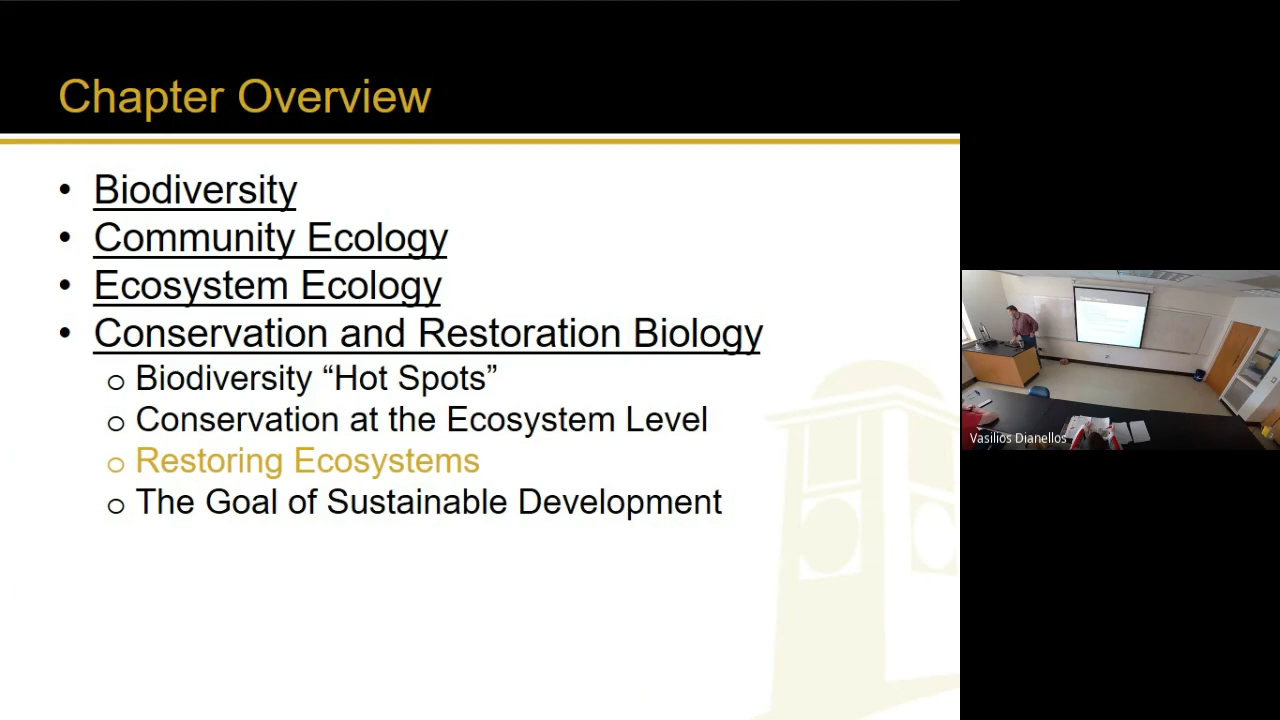 Chapter Overview
• Biodiversity
• Community Ecology
• Ecosystem Ecology
• Conservation and Restoration Biology
o Biodiversity “Hot Spots”
o Conservation at the Ecosystem Level
o Restoring Ecosystems
o The Goal of Sustainable Development
Vasilios Dianellos